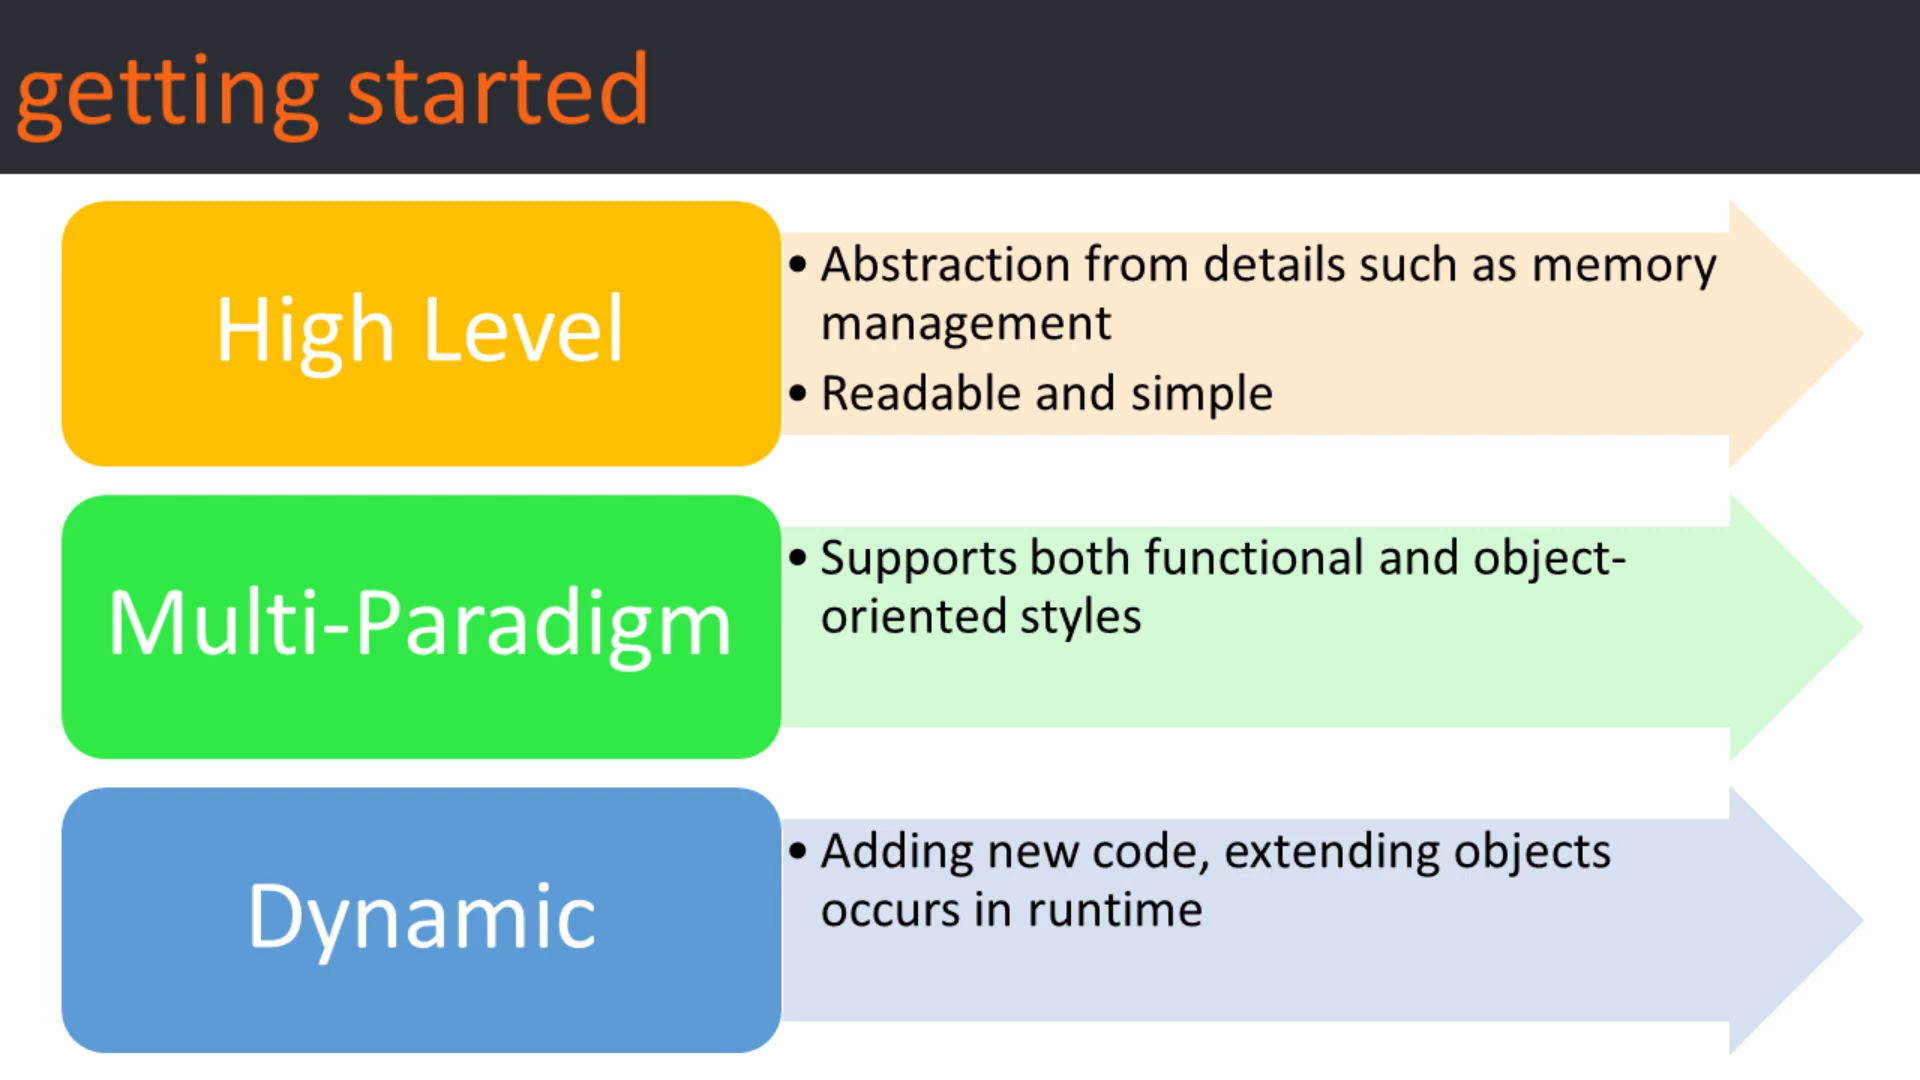 getting started
High Level
• Abstraction from details such as memory
management
• Readable and simple
Multi-Paradigm
• Supports both functional and object-
oriented styles
Dynamic
• Adding new code, extending objects
occurs in runtime